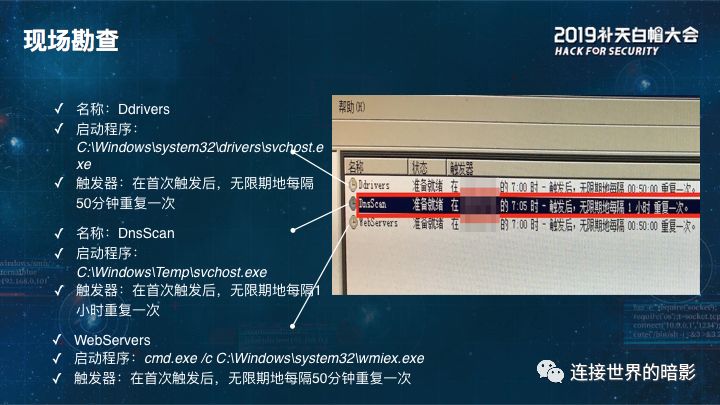 现场勘查
2019补天白帽大会
HACK FOR SECURITY
✓ 名称：Ddrivers
✓ 启动程序：
C:\Windows\system32\drivers\svchost.e
xe
✓ 触发器：在首次触发后，无限期地每隔
50分钟重复一次
✓ 名称：DnsScan
✓ 启动程序：
C:\Windows\Temp\svchost.exe
✓ 触发器：在首次触发后，无限期地每隔1
小时重复一次
✓ WebServers
✓ 启动程序：cmd.exe /c C:\Windows\system32\wmiex.exe
✓ 触发器：在首次触发后，无限期地每隔50分钟重复一次
帮助(H)
名称 状态 触发器
Ddrivers 准备就绪 在 的 7:00 时 - 触发后，无限期地每隔 00:50:00 重复一次。
DnsScan 准备就绪 在 的 7:05 时 - 触发后，无限期地每隔 1 小时 重复一次。
WebServers 准备就绪 在 的 7:00 时 - 触发后，无限期地每隔 00:50:00 重复一次。
连接世界的暗影